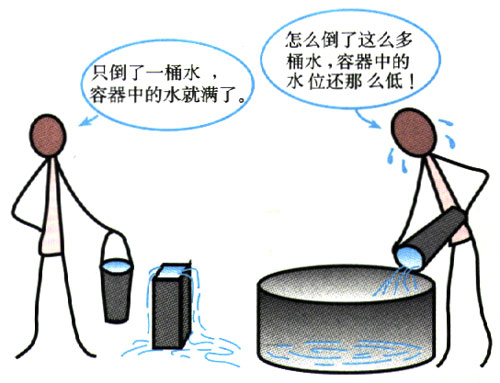 只倒了一桶水，
容器中的水就满了。
怎么倒了这么多
桶水，容器中的
水位还那么低！